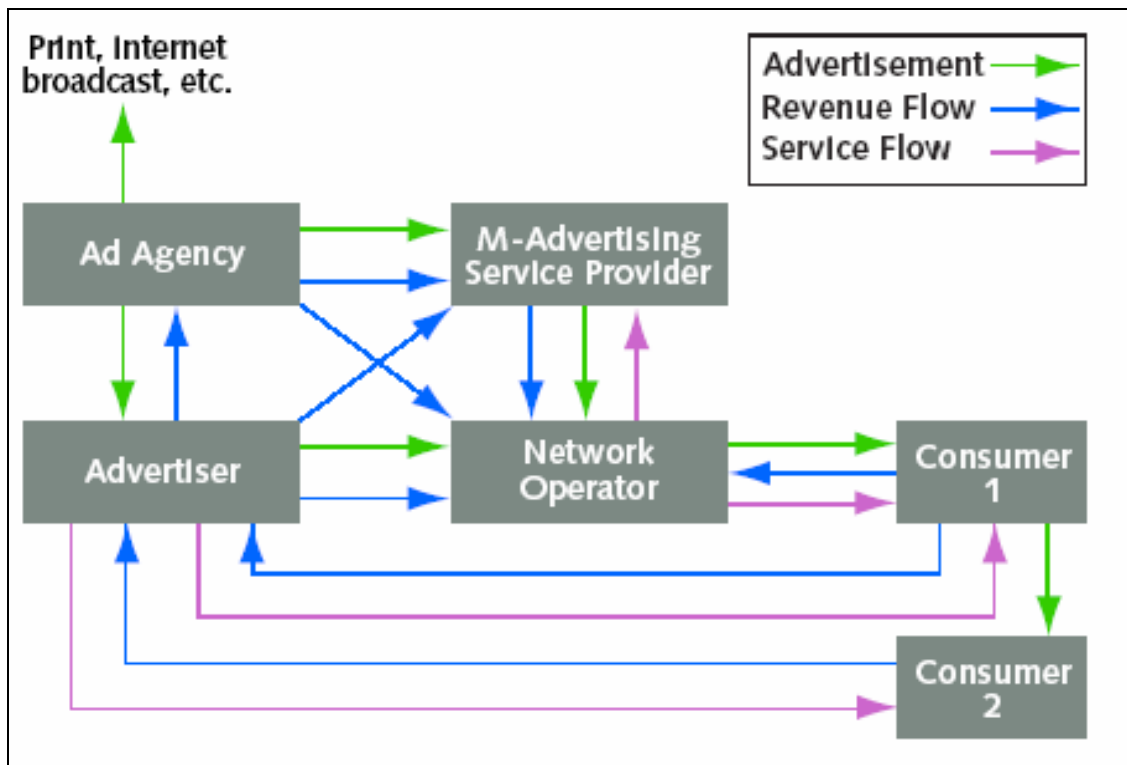 Print, Internet
broadcast, etc.
Advertisement
Revenue Flow
Service Flow
Ad Agency
M-Advertising
Service Provider
Advertiser
Network
Operator
Consumer
1
Consumer
2